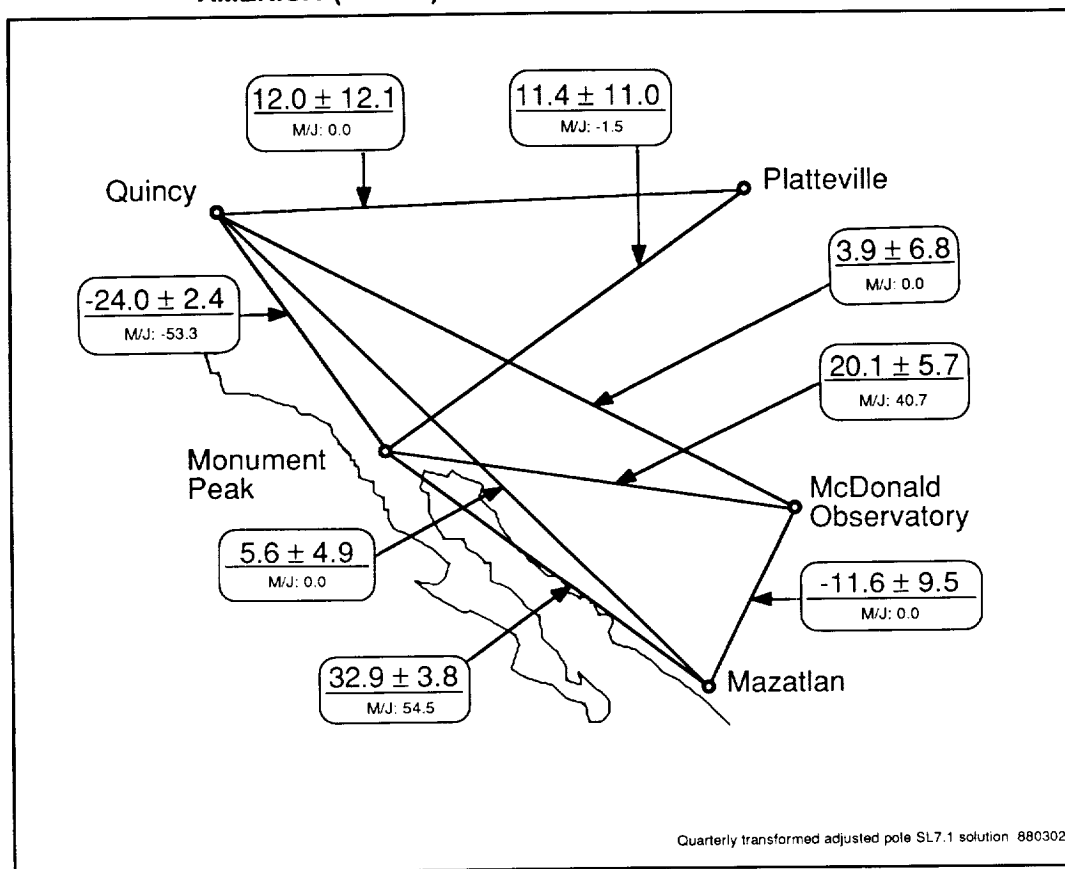 12.0 ± 12.1
M/J: 0.0
11.4 ± 11.0
M/J: -1.5
Quincy
Platteville
3.9 ± 6.8
M/J: 0.0
-24.0 ± 2.4
M/J: -53.3
20.1 ± 5.7
M/J: 40.7
Monument
Peak
McDonald
Observatory
5.6 ± 4.9
M/J: 0.0
-11.6 ± 9.5
M/J: 0.0
32.9 ± 3.8
M/J: 54.5
Mazatlan
Quarterly transformed adjusted pole SL7.1 solution 880302